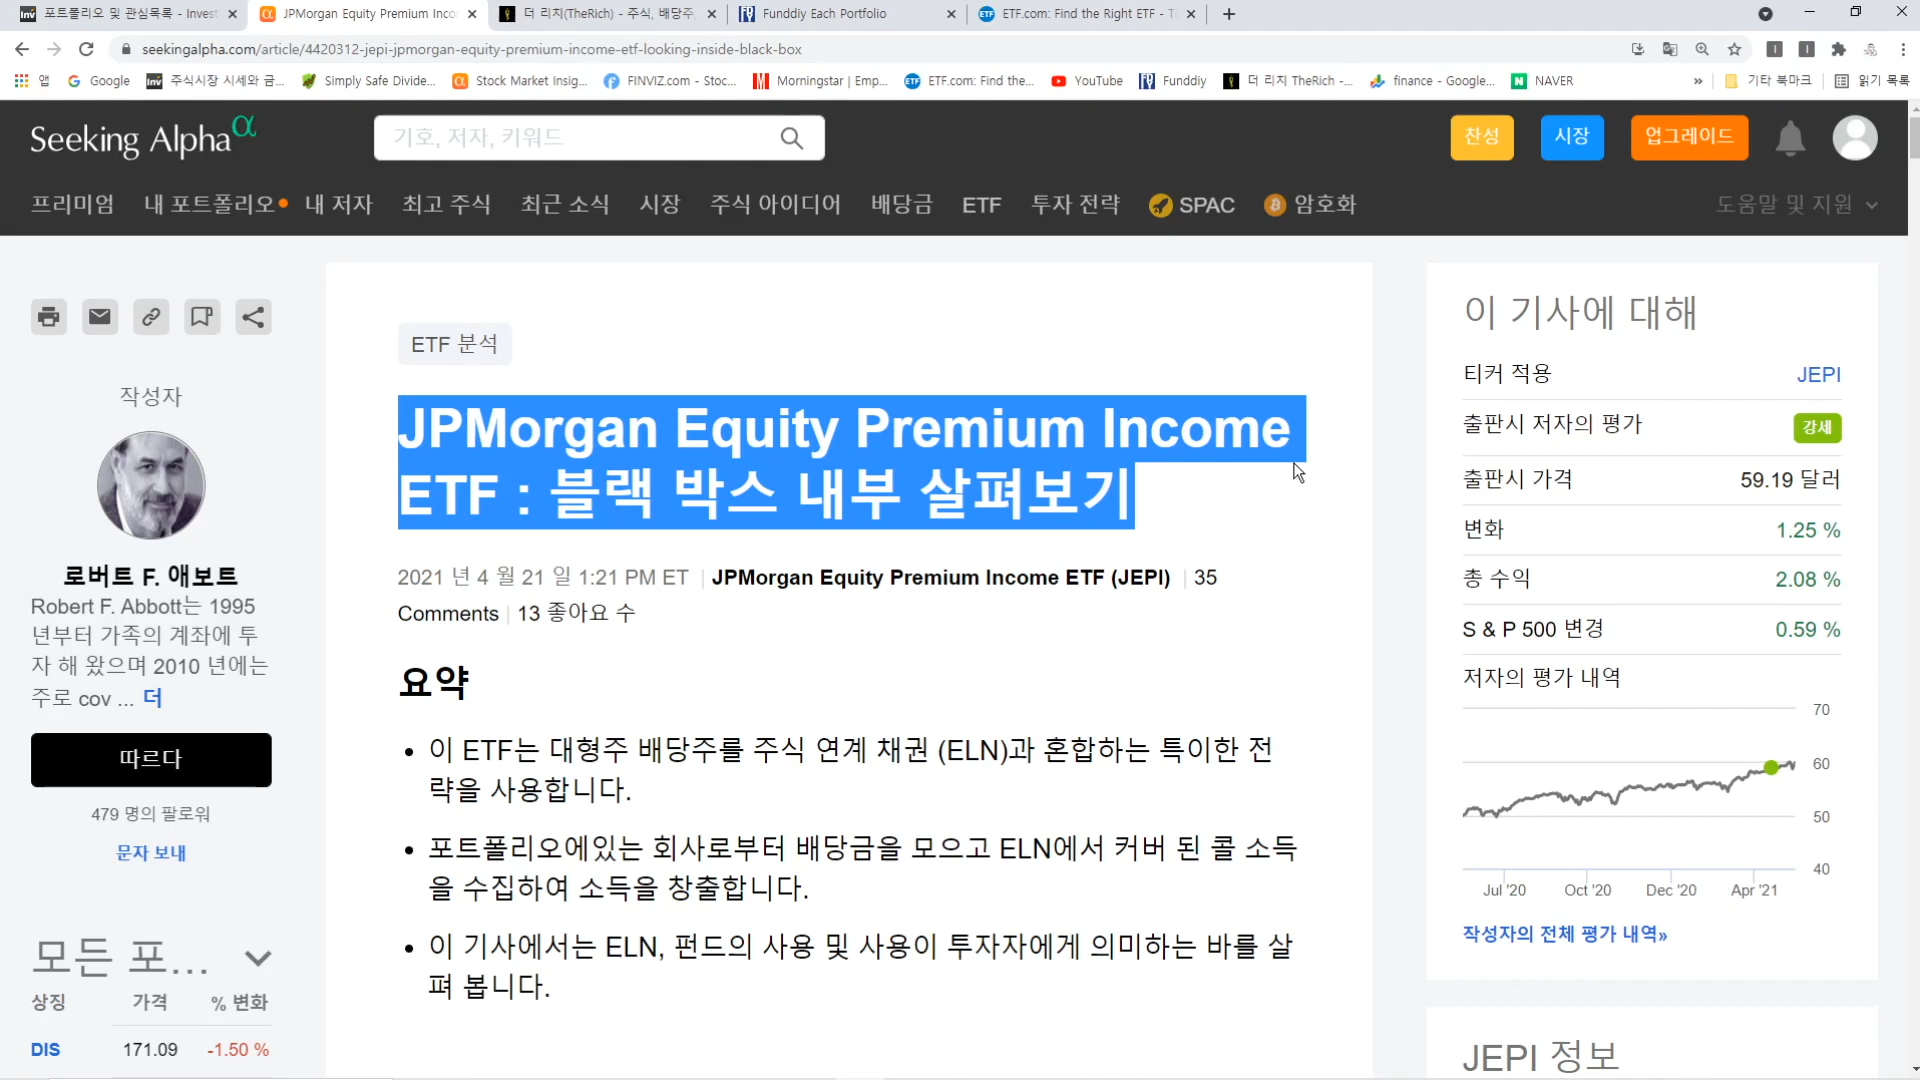 포트폴리오 및 관심목록 - Invest
JPMorgan Equity Premium Inco
더 리치(TheRich) - 주식, 배당주,
Funddiy Each Portfolio
ETF.com: Find the Right ETF - T
seekingalpha.com/article/4420312-jepi-jpmorgan-equity-premium-income-etf-looking-inside-black-box
앱
Google
주식시장 시세와 금...
Simply Safe Divide...
Stock Market Insig...
FINVIZ.com - Stoc...
Morningstar | Emp...
ETF.com: Find the...
YouTube
Funddiy
더 리치 TheRich -...
finance - Google...
NAVER
»
기타 북마크
읽기 목록
Seeking Alpha α
기호, 저자, 키워드
찬성
시장
업그레이드
프리미엄
내 포트폴리오
내 저자
최고 주식
최근 소식
시장
주식 아이디어
배당금
ETF
투자 전략
SPAC
암호화
도움말 및 지원
작성자
로버트 F. 애보트
Robert F. Abbott는 1995
년부터 가족의 계좌에 투
자 해 왔으며 2010 년에는
주로 cov ... 더
따르다
479 명의 팔로워
문자 보내
모든 포...
상징 가격 % 변화
DIS 171.09 -1.50 %
ETF 분석
JPMorgan Equity Premium Income
ETF : 블랙 박스 내부 살펴보기
2021 년 4 월 21 일 1:21 PM ET | JPMorgan Equity Premium Income ETF (JEPI) | 35
Comments | 13 좋아요 수
요약
• 이 ETF는 대형주 배당주를 주식 연계 채권 (ELN)과 혼합하는 특이한 전
략을 사용합니다.
• 포트폴리오에있는 회사로부터 배당금을 모으고 ELN에서 커버 된 콜 소득
을 수집하여 소득을 창출합니다.
• 이 기사에서는 ELN, 펀드의 사용 및 사용이 투자자에게 의미하는 바를 살
펴 봅니다.
이 기사에 대해
티커 적용 JEPI
출판시 저자의 평가 강세
출판시 가격 59.19 달러
변화 1.25 %
총 수익 2.08 %
S & P 500 변경 0.59 %
저자의 평가 내역
70
60
50
40
Jul '20 Oct '20 Dec '20 Apr '21
작성자의 전체 평가 내역»
JEPI 정보